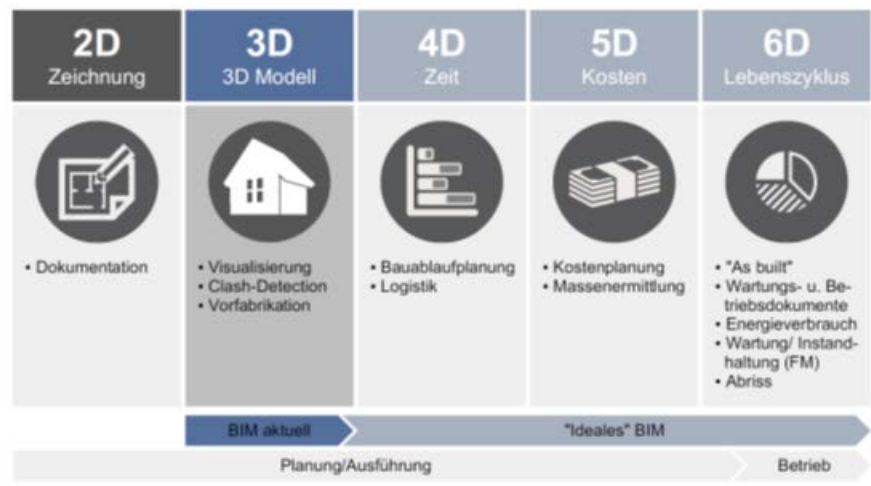 2D
Zeichnung
3D
3D Modell
4D
Zeit
5D
Kosten
6D
Lebenszyklus
▪ Dokumentation
▪ Visualisierung
▪ Clash-Detection
▪ Vorfabrikation
▪ Bauablaufplanung
▪ Logistik
▪ Kostenplanung
▪ Massenermittlung
▪ "As built"
▪ Wartungs- u. Be-
triebsdokumente
▪ Energieverbrauch
▪ Wartung/ Instand-
haltung (FM)
▪ Abriss
BIM aktuell
"Ideales" BIM
Planung/Ausführung
Betrieb